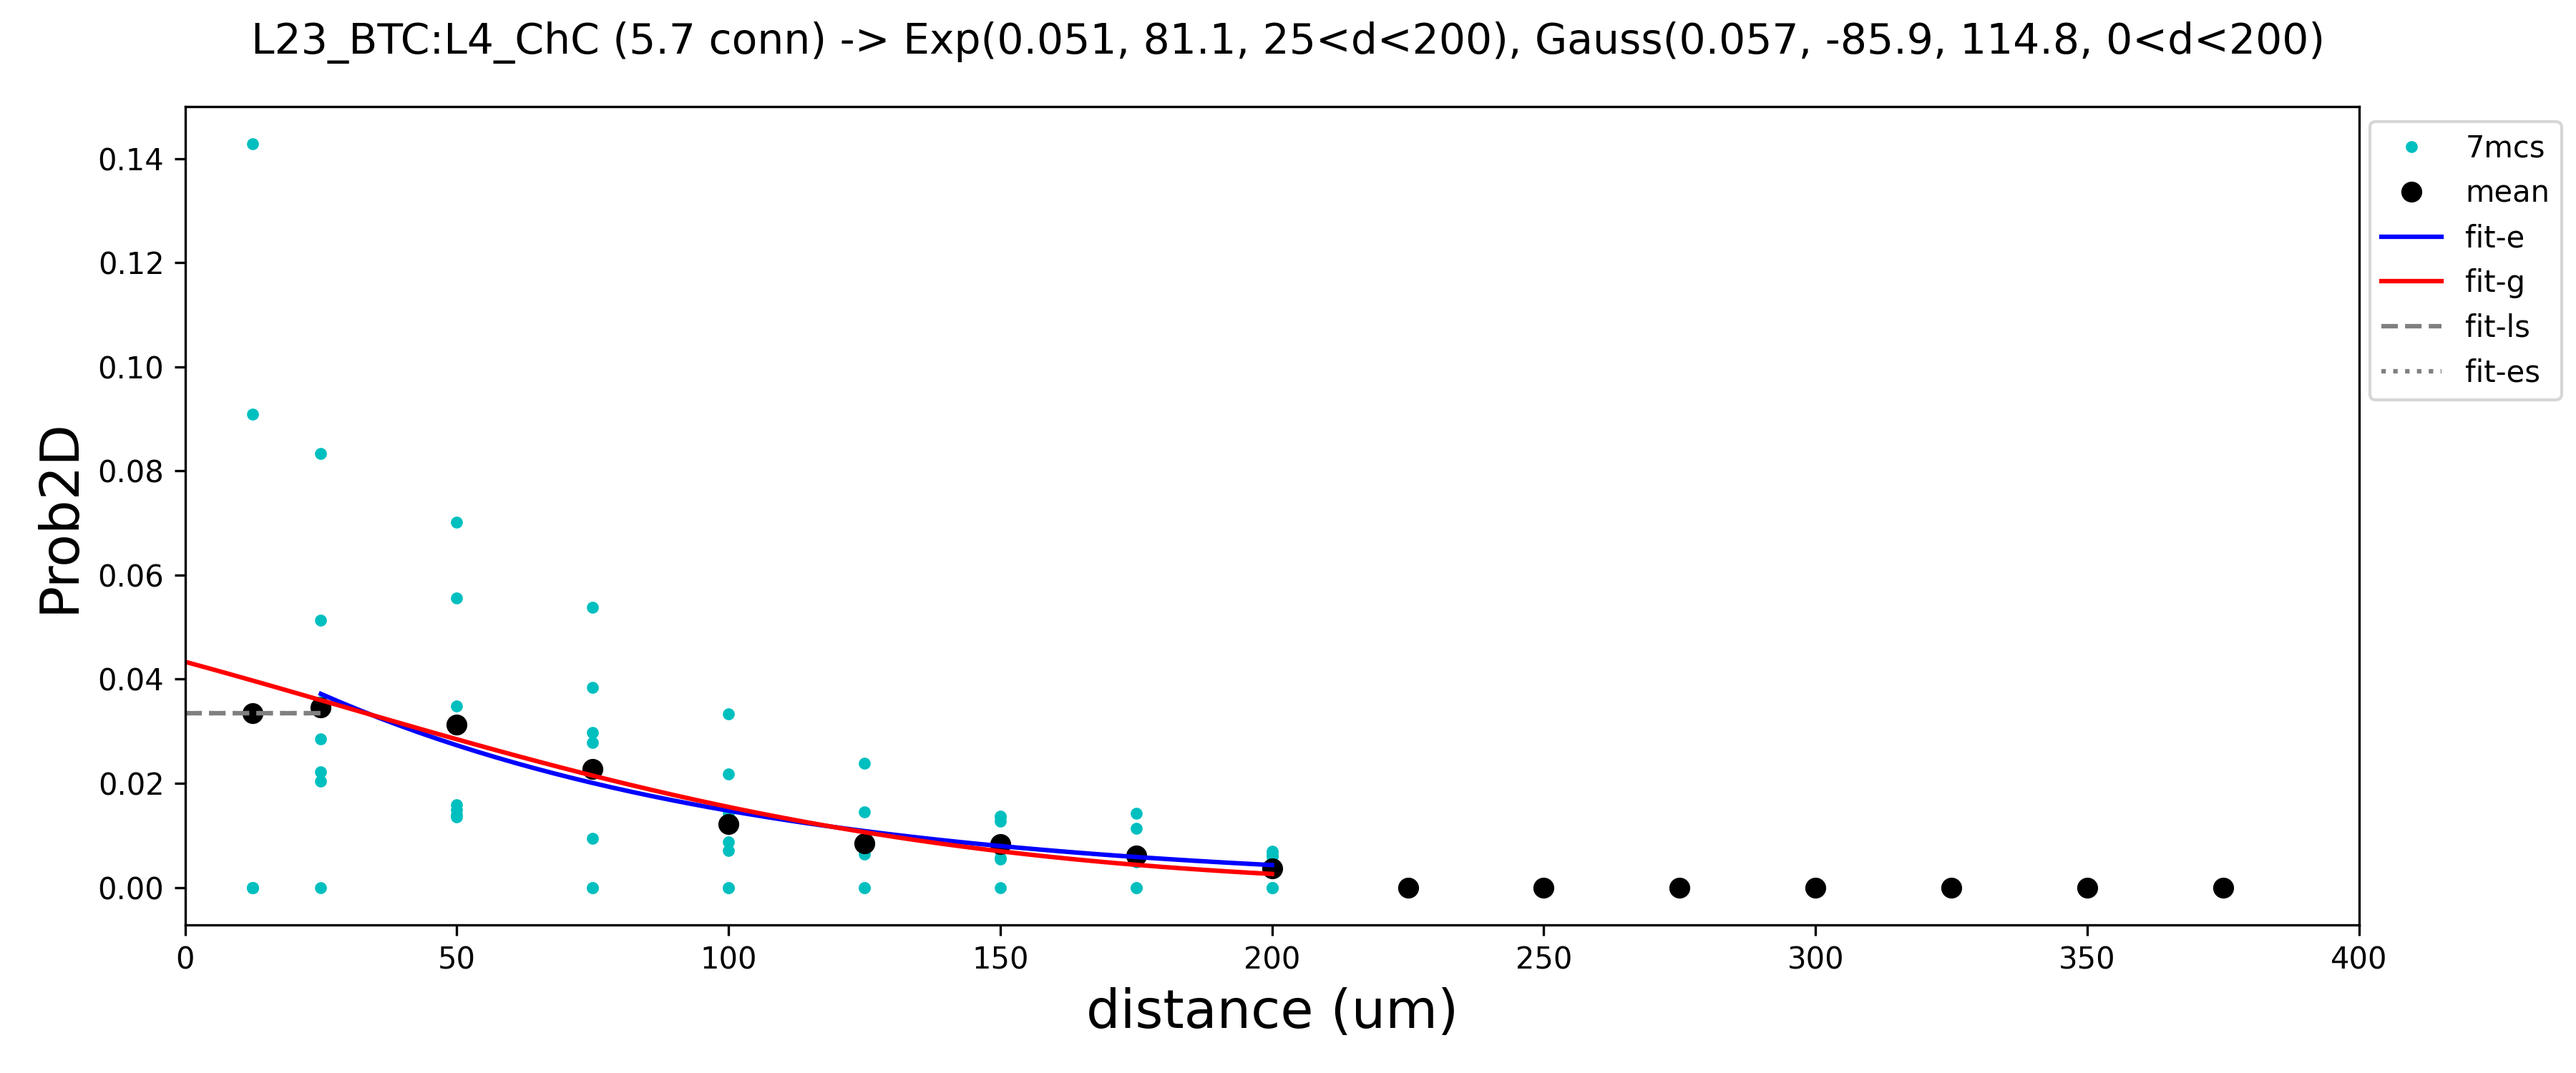 L23_BTC:L4_ChC (5.7 conn) -> Exp(0.051, 81.1, 25<d<200), Gauss(0.057, -85.9, 114.8, 0<d<200)
0.14
0.12
0.10
0.08
0.06
0.04
0.02
0.00
Prob2D
0 50 100 150 200 250 300 350 400
distance (um)
7mcs
mean
fit-e
fit-g
fit-ls
fit-es